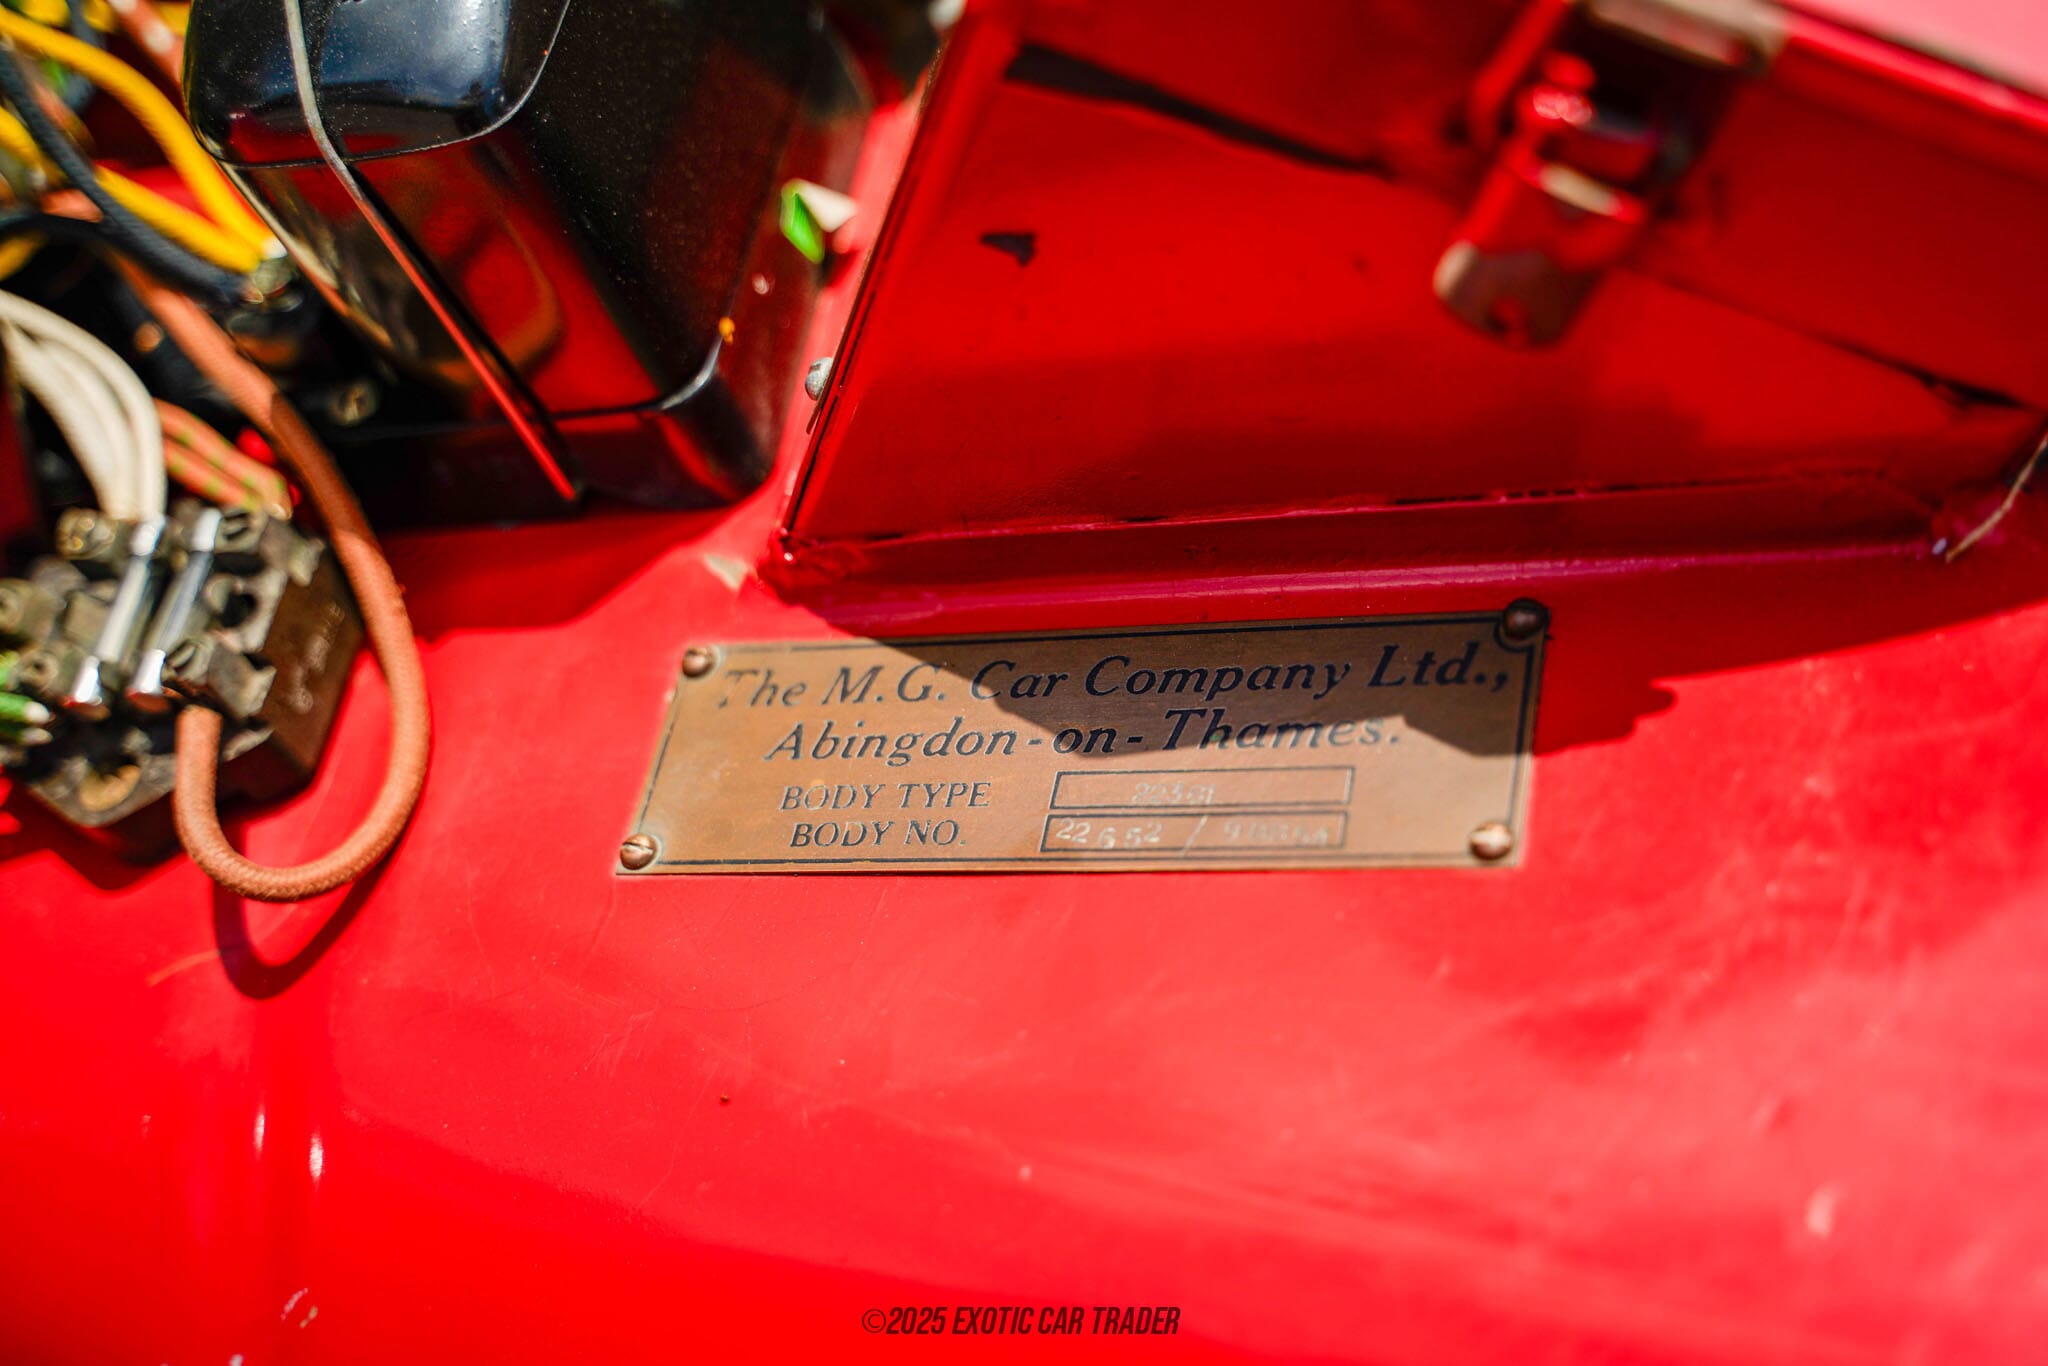 The M.G. Car Company Ltd.,
Abingdon-on-Thames.
BODY TYPE
BODY NO. 22652 /
©2025 EXOTIC CAR TRADER